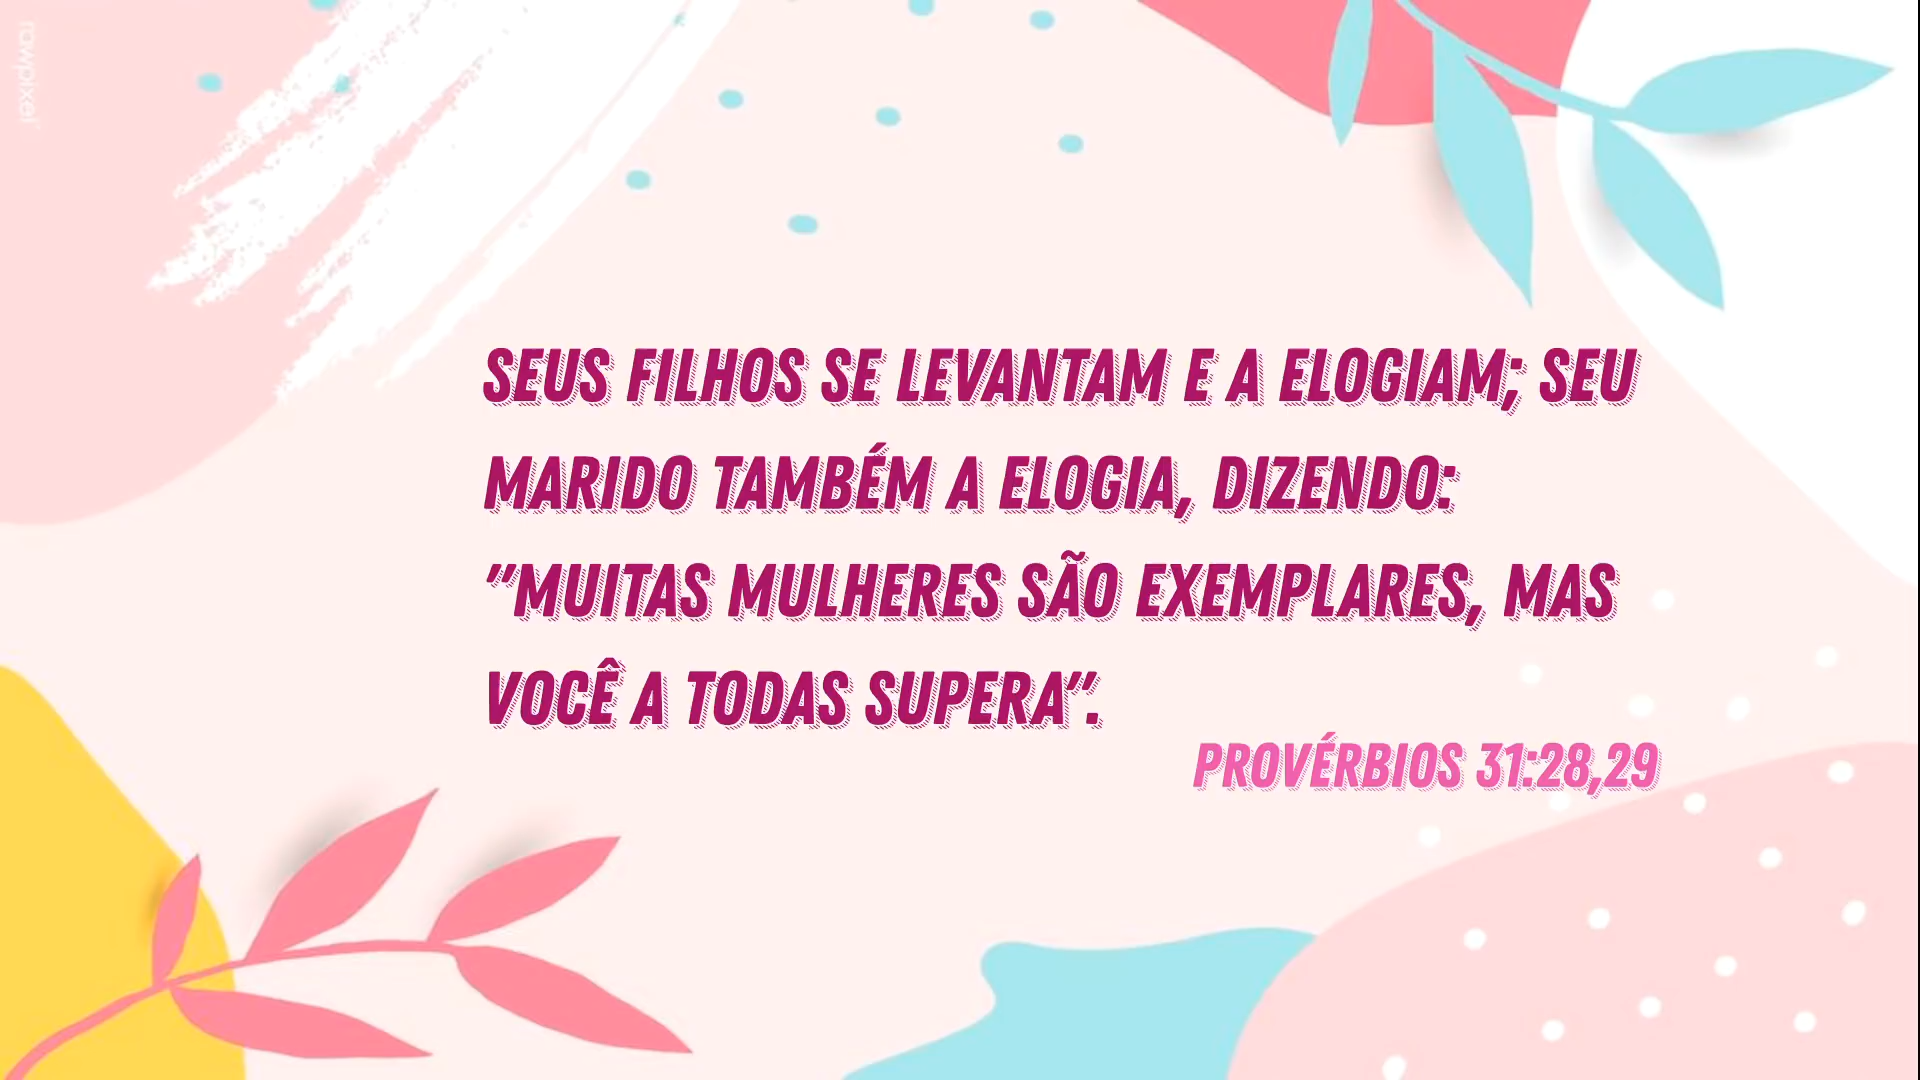 rawpixel
SEUS FILHOS SE LEVANTAM E A ELOGIAM; SEU
MARIDO TAMBÉM A ELOGIA, DIZENDO:
"MUITAS MULHERES SÃO EXEMPLARES, MAS
VOCÊ A TODAS SUPERA".
PROVÉRBIOS 31:28,29